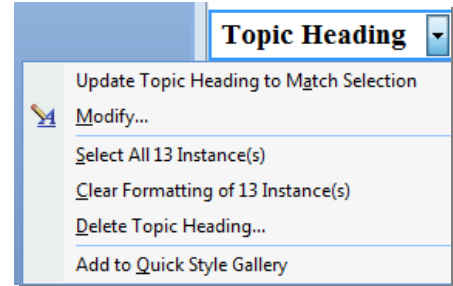 Topic Heading
Update Topic Heading to Match Selection
Modify...
Select All 13 Instance(s)
Clear Formatting of 13 Instance(s)
Delete Topic Heading...
Add to Quick Style Gallery